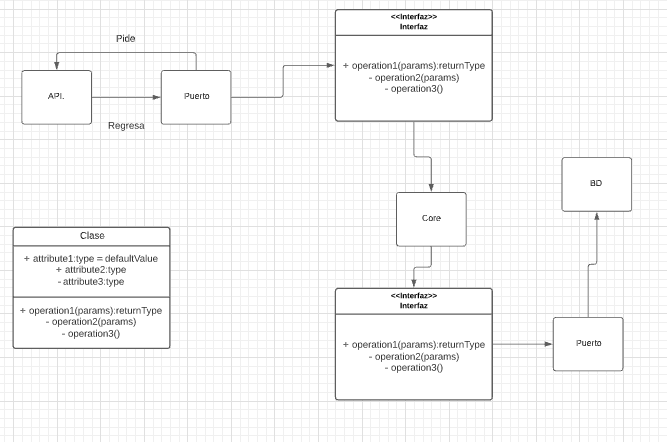 Pide
API.
Puerto
Regresa
<<Interfaz>>
Interfaz
+ operation1(params):returnType
- operation2(params)
- operation3()
BD
Core
Clase
+ attribute1:type = defaultValue
+ attribute2:type
- attribute3:type
+ operation1(params):returnType
- operation2(params)
- operation3()
<<Interfaz>>
Interfaz
+ operation1(params):returnType
- operation2(params)
- operation3()
Puerto